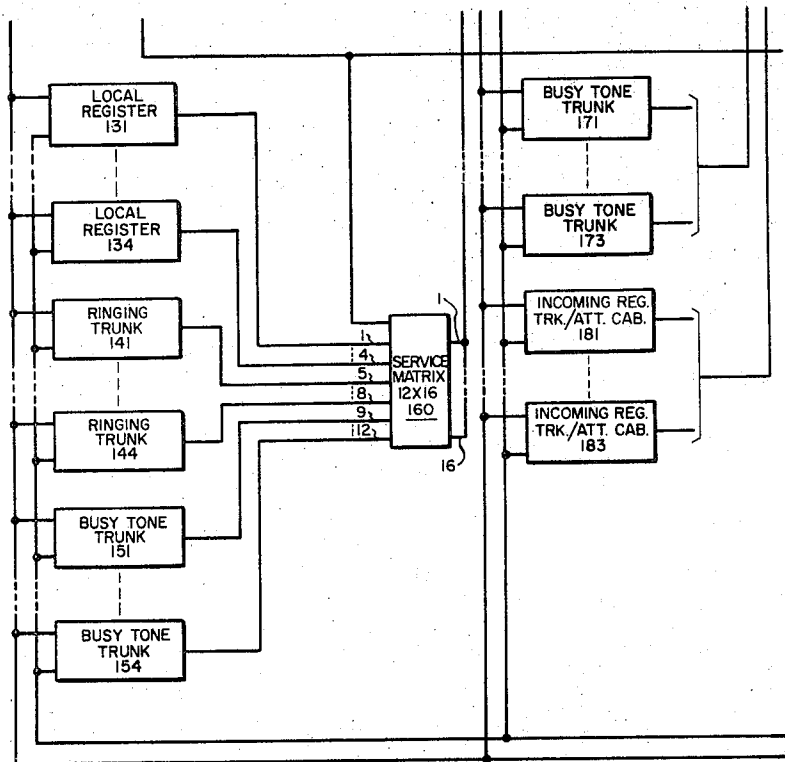 LOCAL
REGISTER
131
LOCAL
REGISTER
134
RINGING
TRUNK
141
RINGING
TRUNK
144
BUSY TONE
TRUNK
151
BUSY TONE
TRUNK
154
1
4
5
8
9
12
SERVICE
MATRIX
12X16
160
1
16
BUSY TONE
TRUNK
171
BUSY TONE
TRUNK
173
INCOMING REG.
TRK./ATT. CAB.
181
INCOMING REG.
TRK./ATT. CAB.
183